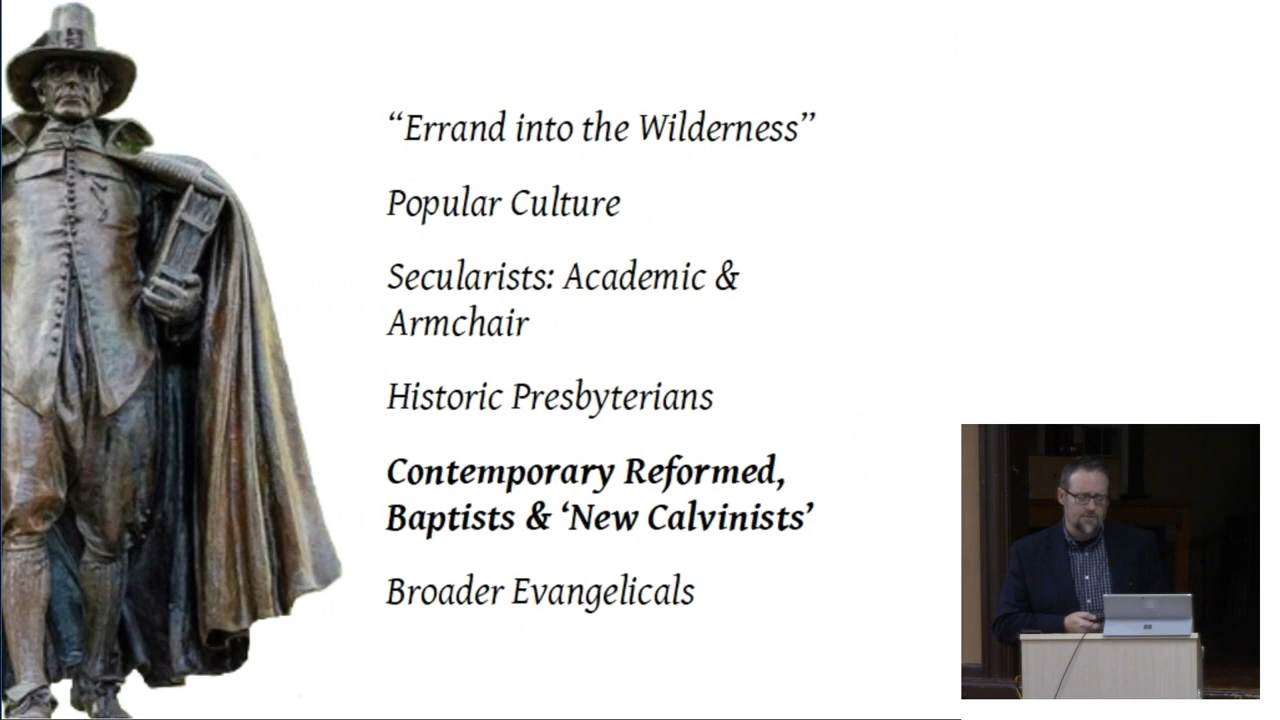 “Errand into the Wilderness”
Popular Culture
Secularists: Academic &
Armchair
Historic Presbyterians
Contemporary Reformed,
Baptists & ‘New Calvinists’
Broader Evangelicals